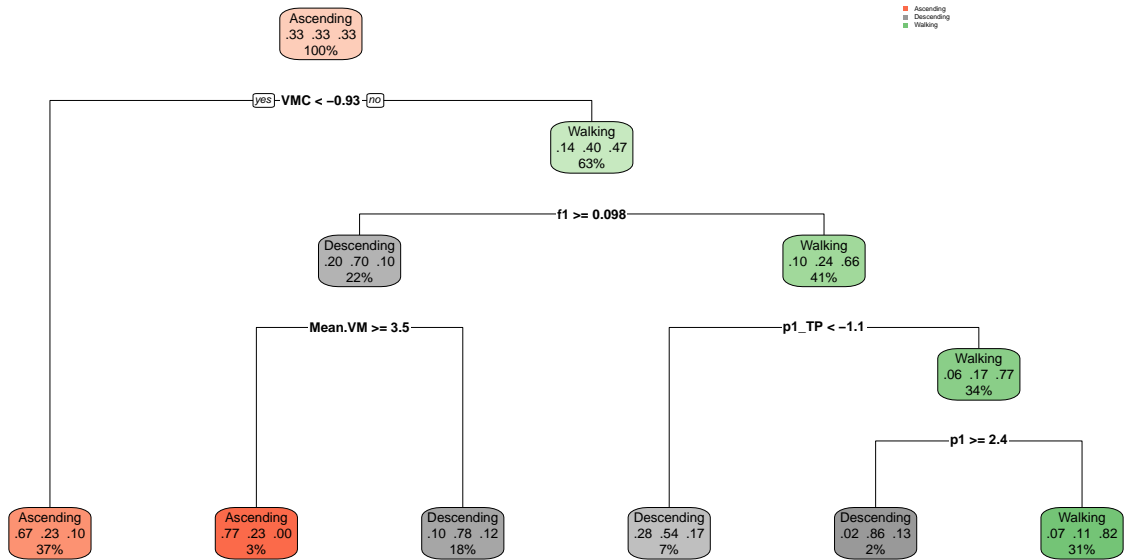 Ascending
.33 .33 .33
100%
Ascending
Descending
Walking
yes VMC < −0.93 no
Walking
.14 .40 .47
63%
f1 >= 0.098
Descending
.20 .70 .10
22%
Walking
.10 .24 .66
41%
Mean.VM >= 3.5
p1_TP < −1.1
Walking
.06 .17 .77
34%
p1 >= 2.4
Ascending
.67 .23 .10
37%
Ascending
.77 .23 .00
3%
Descending
.10 .78 .12
18%
Descending
.28 .54 .17
7%
Descending
.02 .86 .13
2%
Walking
.07 .11 .82
31%